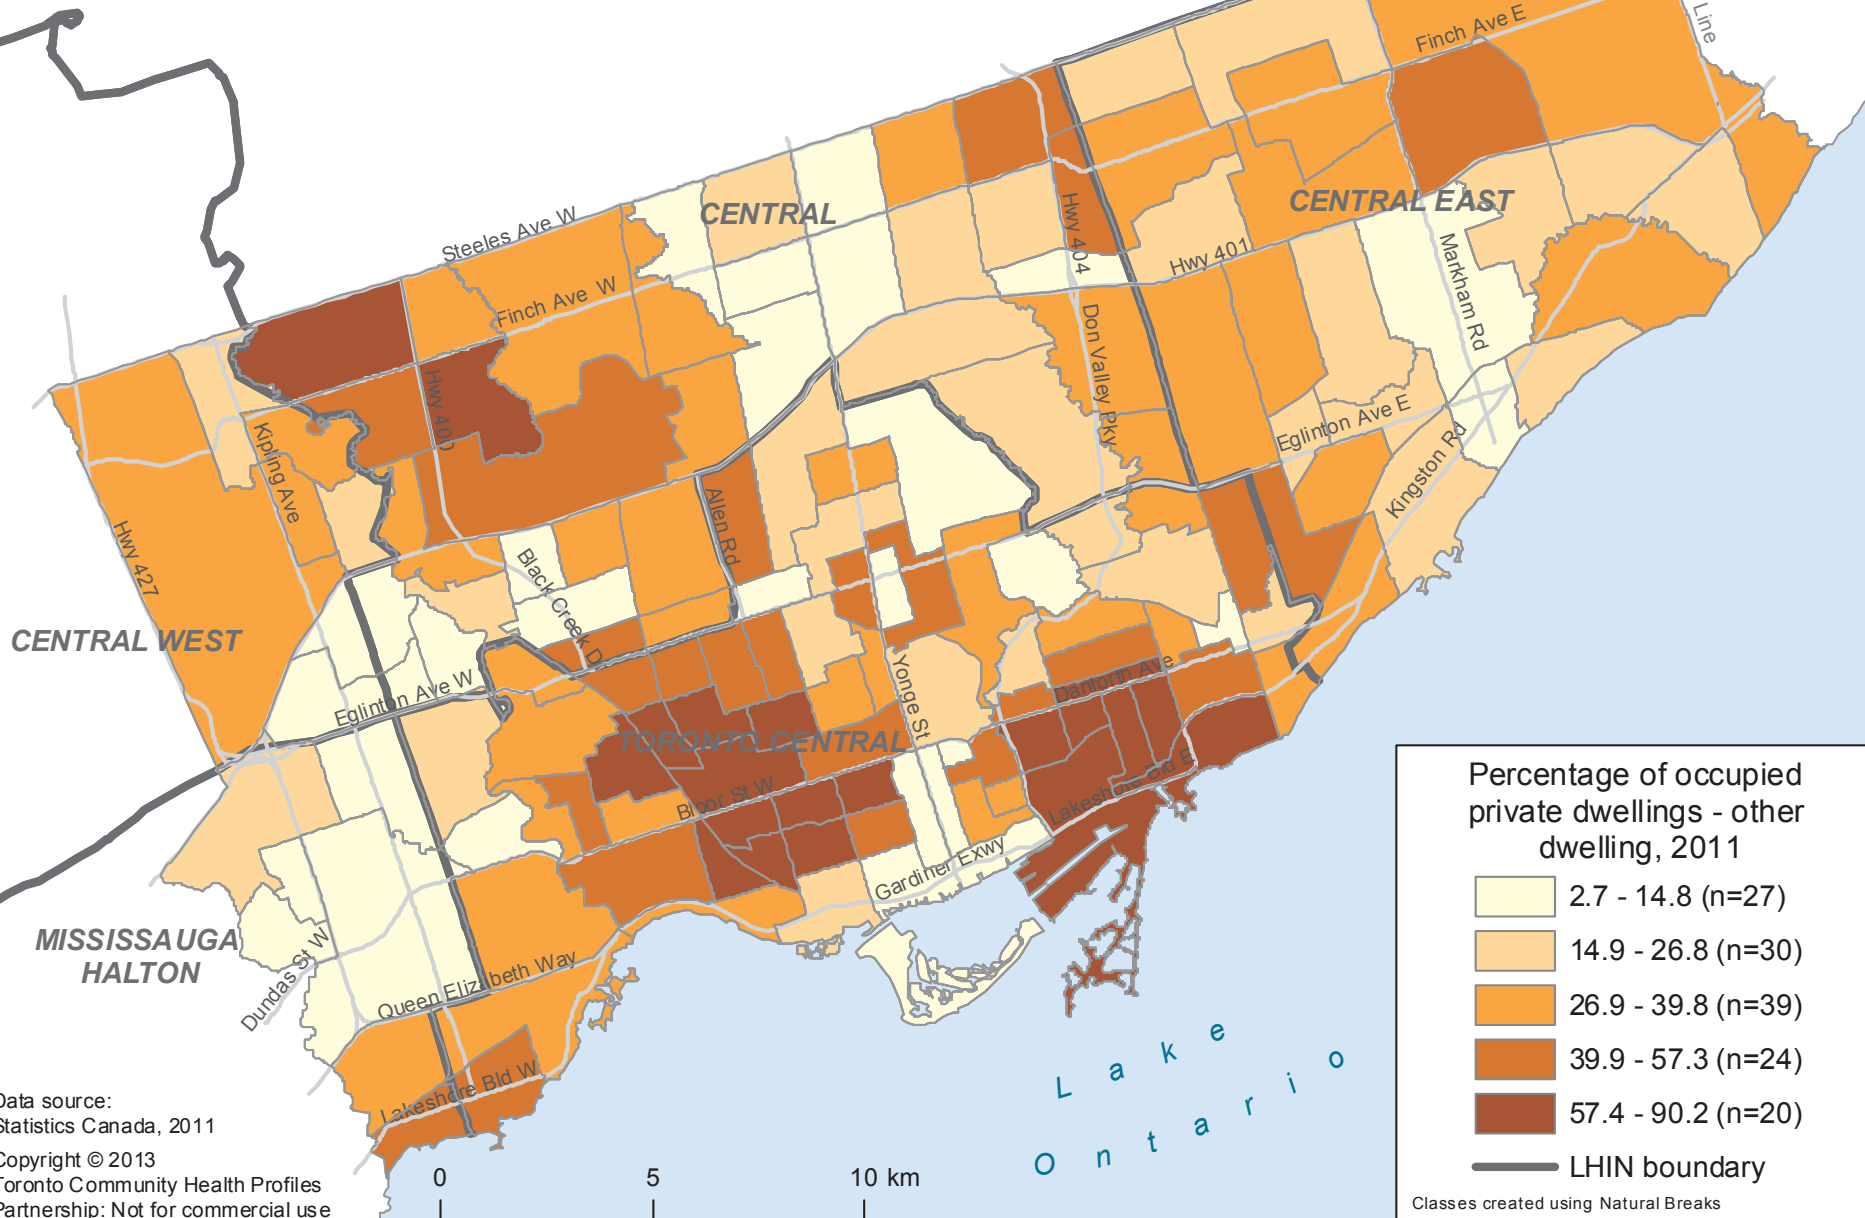 Line
Finch Ave E
CENTRAL EAST
CENTRAL
Steeles Ave W
Hwy 404
Hwy 401
Markham Rd
Finch Ave W
Don Valley Pky
Hwy 400
Kipling Ave
Eglinton Ave E
Kingston Rd
Allen Rd
Hwy 427
Black Creek D
CENTRAL WEST
Yonge St
Danforth Ave
Eglinton Ave W
TORONTO CENTRAL
Bloor St W
Lakeshore Bld E
Gardiner Expwy
MISSISSAUGA
HALTON
Dundas St W
Queen Elizabeth Way
Lakeshore Bld W
Lake
Ontario
Data source:
Statistics Canada, 2011
Copyright © 2013
Toronto Community Health Profiles
Partnership: Not for commercial use
0 5 10 km
Percentage of occupied
private dwellings - other
dwelling, 2011
2.7 - 14.8 (n=27)
14.9 - 26.8 (n=30)
26.9 - 39.8 (n=39)
39.9 - 57.3 (n=24)
57.4 - 90.2 (n=20)
LHIN boundary
Classes created using Natural Breaks